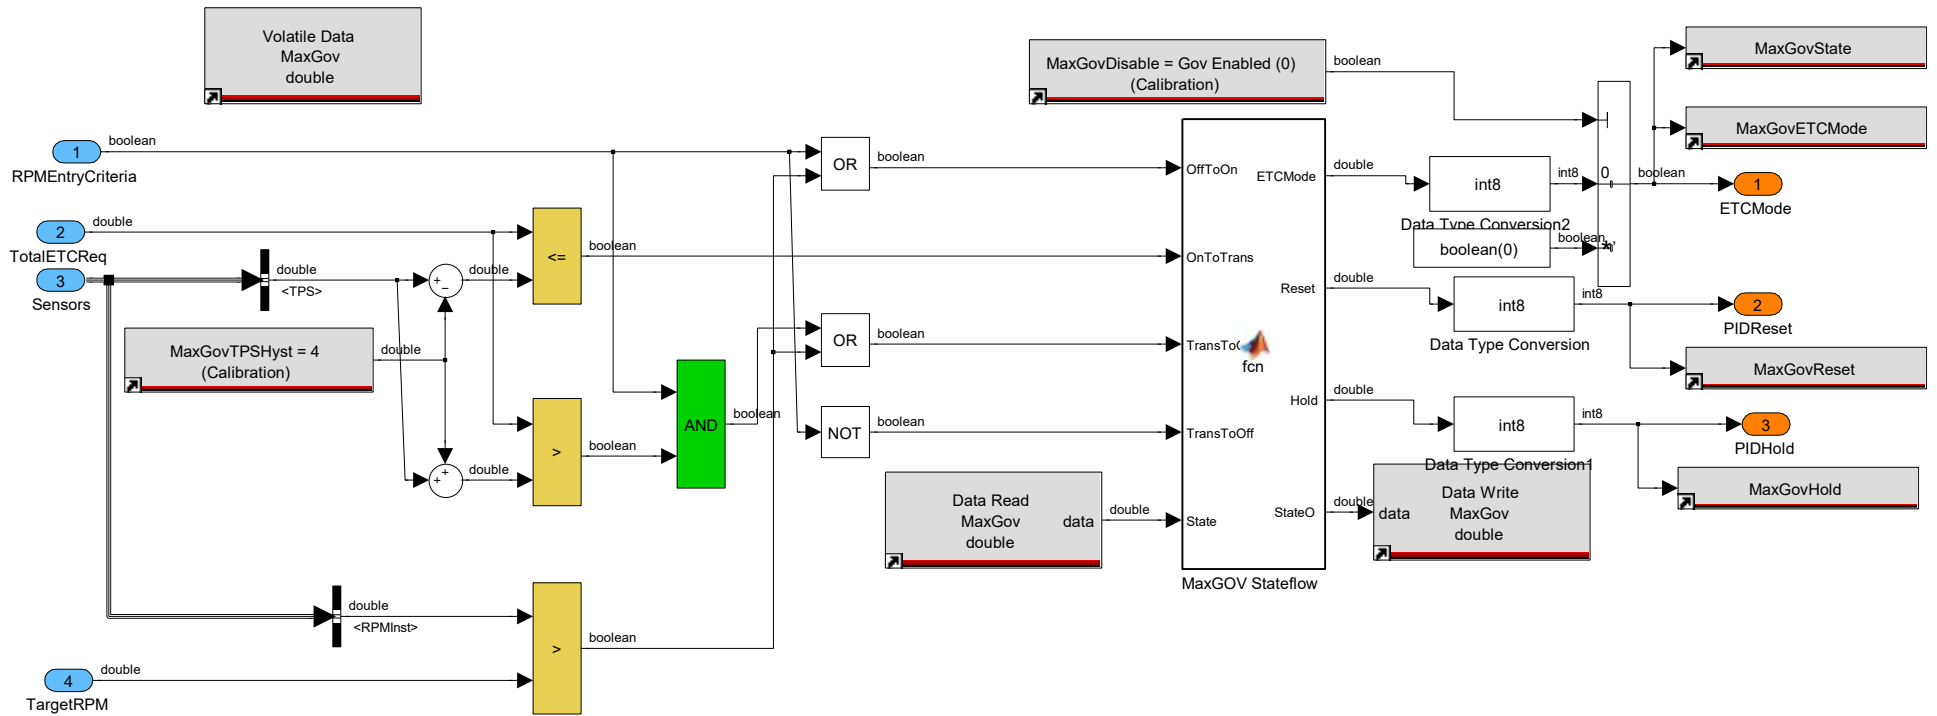 Volatile Data
MaxGov
double
MaxGovDisable = Gov Enabled (0)
(Calibration)
boolean
MaxGovState
MaxGovETCMode
1
RPMEntryCriteria
boolean
OR
boolean
OffToOn
ETCMode
double
int8
Data Type Conversion2
int8
0
boolean
1
ETCMode
2
TotalETCReq
double
<=
boolean
OnToTrans
boolean(0)
boolean
3
Sensors
double
<TPS>
+
−
double
Reset
double
int8
Data Type Conversion
int8
2
PIDReset
MaxGovReset
MaxGovTPSHyst = 4
(Calibration)
double
OR
boolean
fcn
Hold
double
int8
Data Type Conversion1
int8
3
PIDHold
MaxGovHold
AND
boolean
NOT
boolean
TransToOff
+
+
double
>
boolean
Data Read
MaxGov
double
data
double
State
StateO
double
data
Data Write
MaxGov
double
MaxGOV Stateflow
double
<RPMInst>
>
boolean
4
TargetRPM
double